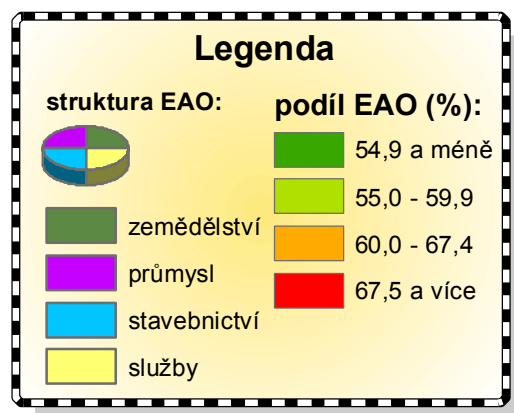 Legenda
struktura EAO:
zemědělství
průmysl
stavebnictví
služby
podíl EAO (%):
54,9 a méně
55,0 - 59,9
60,0 - 67,4
67,5 a více